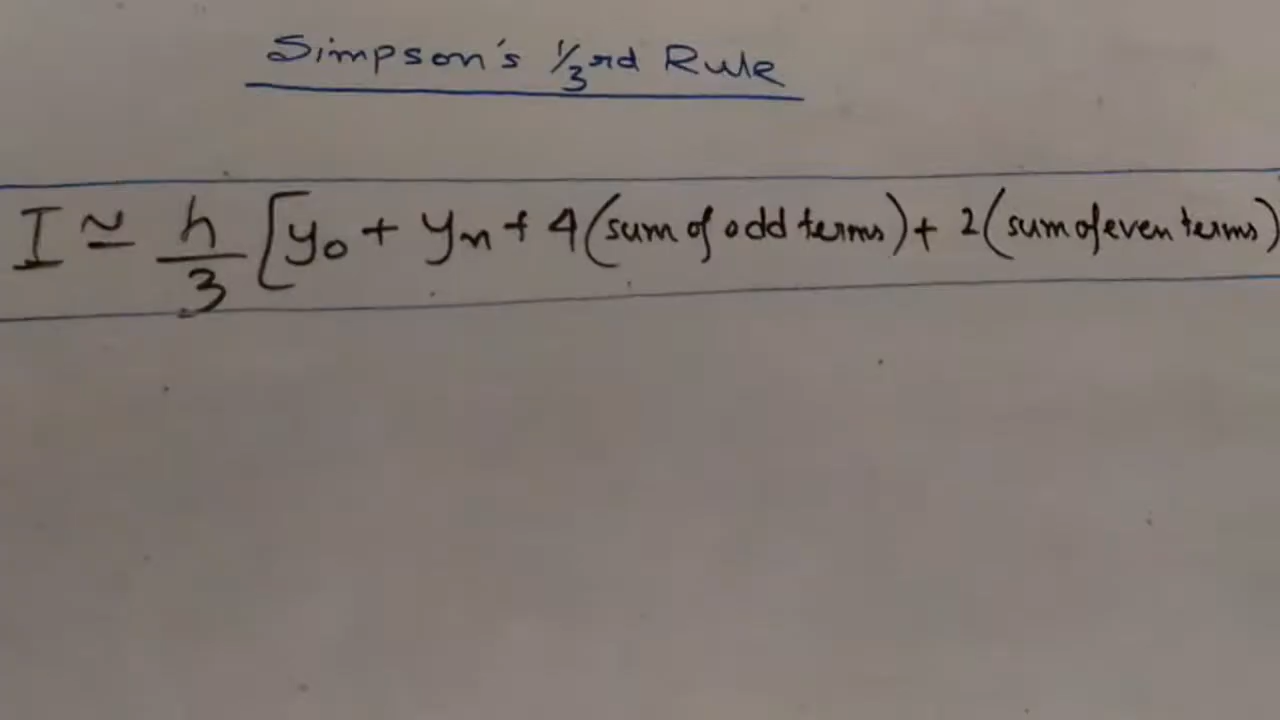 Simpson's 1/3rd Rule
I ≃ h/3 [y₀ + yₙ + 4(sum of odd terms) + 2(sum of even terms)